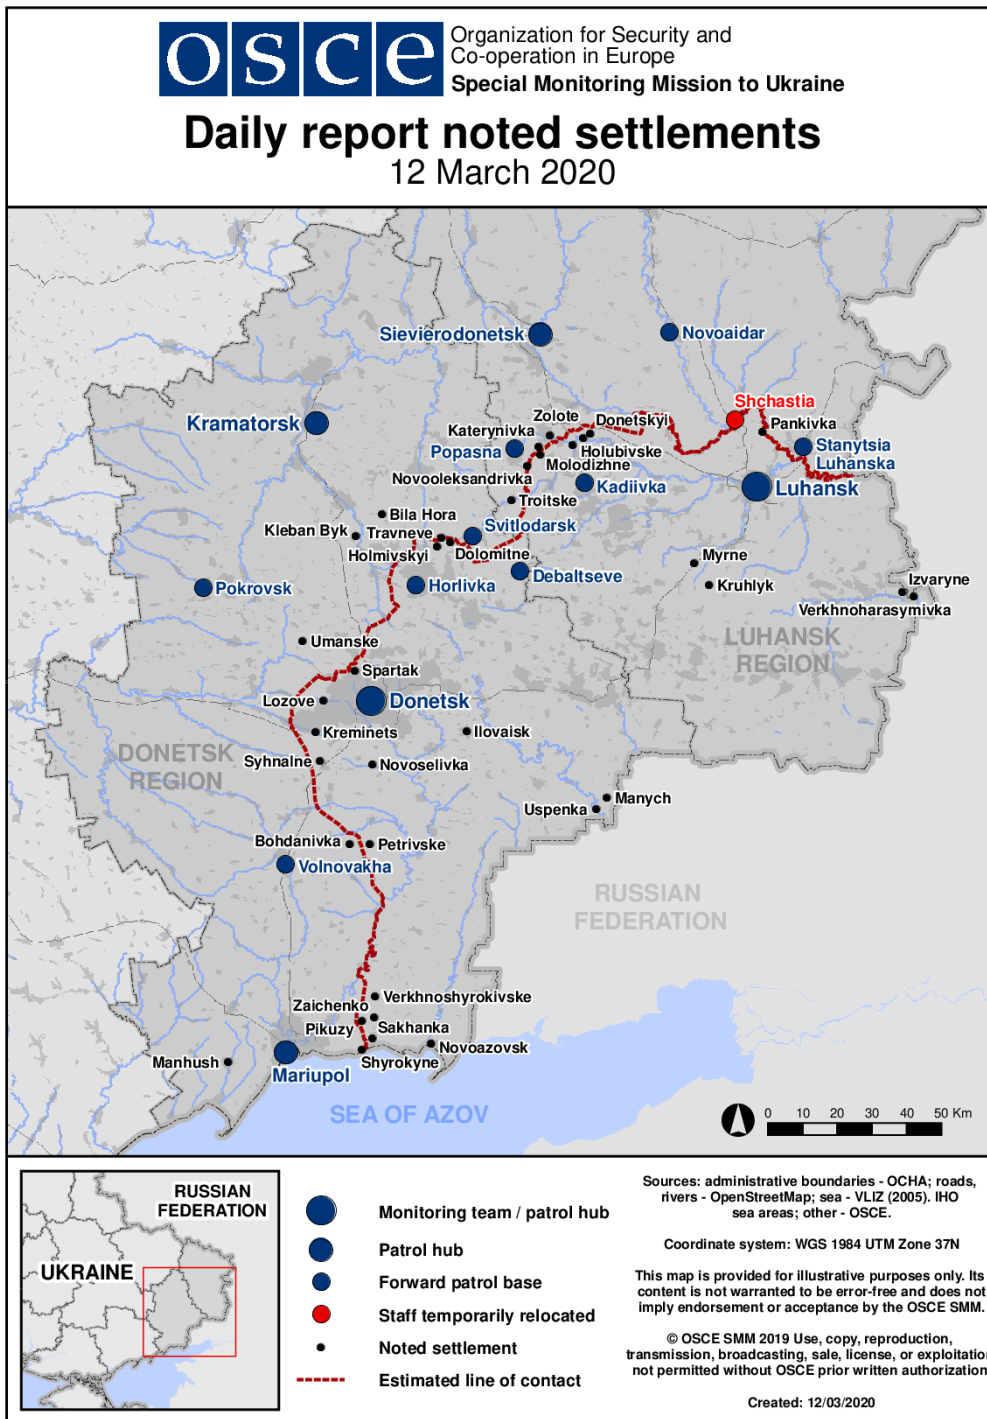 osce
Organization for Security and
Co-operation in Europe
Special Monitoring Mission to Ukraine
Daily report noted settlements
12 March 2020
Sievierodonetsk
Novoaidar
Shchastia
Kramatorsk
Zolote
Donetskyi
Pankivka
Katerynivka
Popasna
Holubivske
Stanytsia
Luhanska
Molodizhne
Novooleksandrivka
Kadiivka
Luhansk
Troitske
Bila Hora
Kleban Byk
Travneve
Svitlodarsk
Holmivskyi
Dolomitne
Myrne
Debaltseve
Pokrovsk
Horlivka
Kruhlyk
Izvaryne
Verkhnoharasymivka
LUHANSK
REGION
Umanske
Spartak
Lozove
Donetsk
Kreminets
Ilovaisk
DONETSK
REGION
Syhnalne
Novoselivka
Manych
Uspenka
Bohdanivka
Petrivske
Volnovakha
RUSSIAN
FEDERATION
Verkhnoshyrokivske
Zaichenko
Pikuzy
Sakhanka
Novoazovsk
Manhush
Shyrokyne
Mariupol
SEA OF AZOV
0 10 20 30 40 50 Km
RUSSIAN
FEDERATION
UKRAINE
Monitoring team / patrol hub
Patrol hub
Forward patrol base
Staff temporarily relocated
Noted settlement
Estimated line of contact
Sources: administrative boundaries - OCHA; roads,
rivers - OpenStreetMap; sea - VLIZ (2005). IHO
sea areas; other - OSCE.
Coordinate system: WGS 1984 UTM Zone 37N
This map is provided for illustrative purposes only. Its
content is not warranted to be error-free and does not
imply endorsement or acceptance by the OSCE SMM.
© OSCE SMM 2019 Use, copy, reproduction,
transmission, broadcasting, sale, license, or exploitation
not permitted without OSCE prior written authorization
Created: 12/03/2020